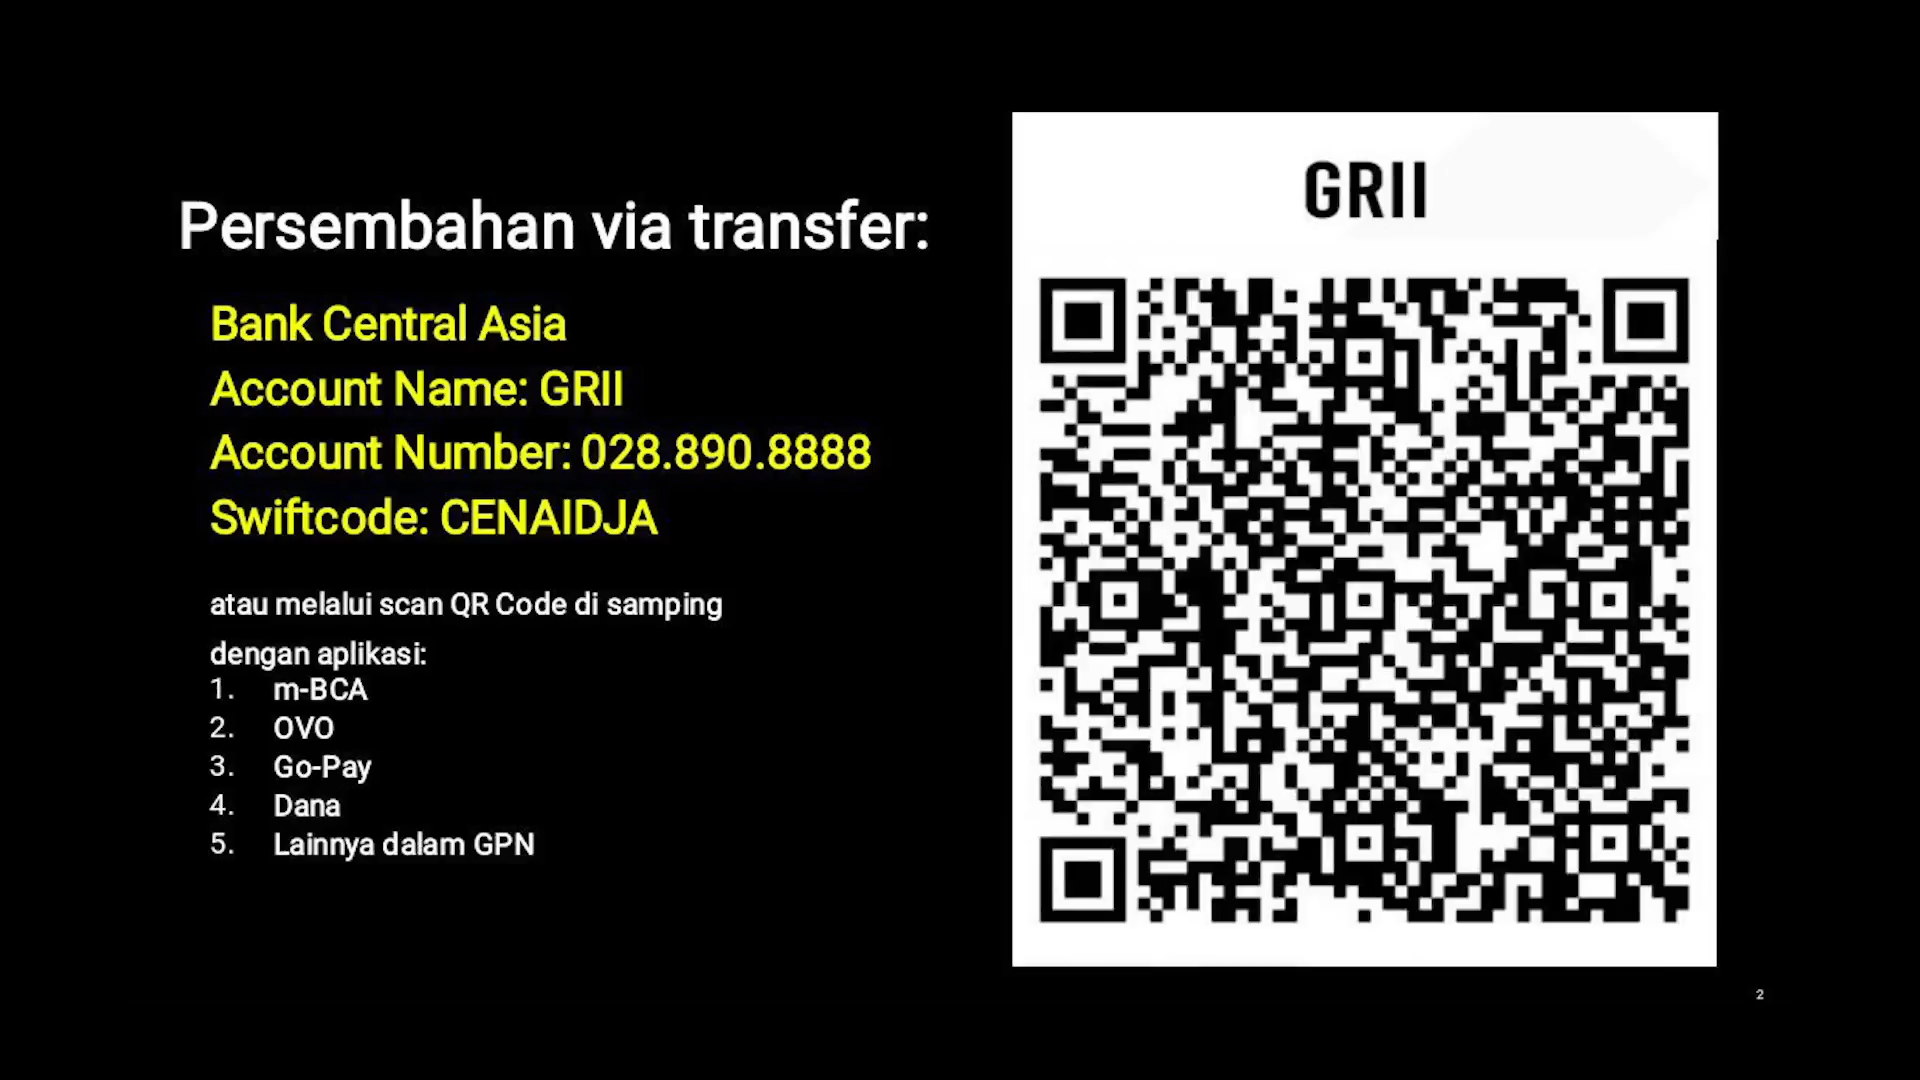 Persembahan via transfer:
Bank Central Asia
Account Name: GRII
Account Number: 028.890.8888
Swiftcode: CENAIDJA
atau melalui scan QR Code di samping
dengan aplikasi:
1. m-BCA
2. OVO
3. Go-Pay
4. Dana
5. Lainnya dalam GPN
GRII
2